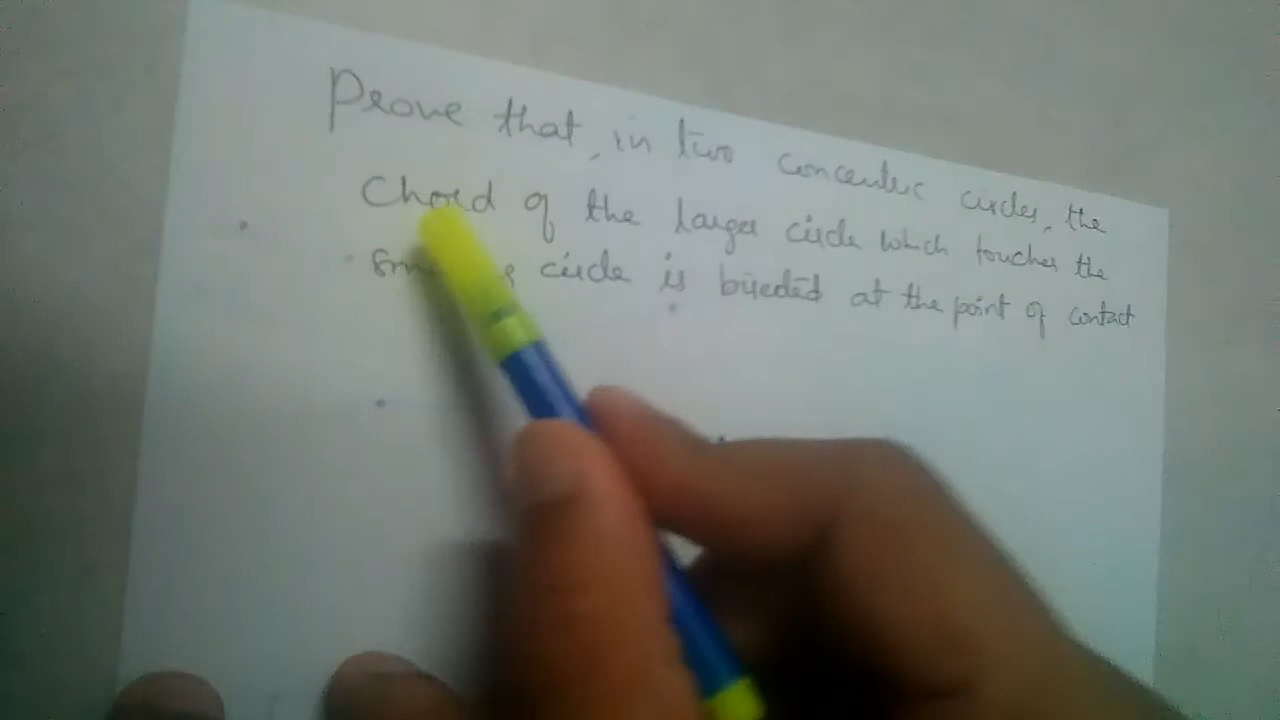 Prove that, in two concentric circles, the
Chord of the larger circle which touches the
circle is bisected at the point of contact